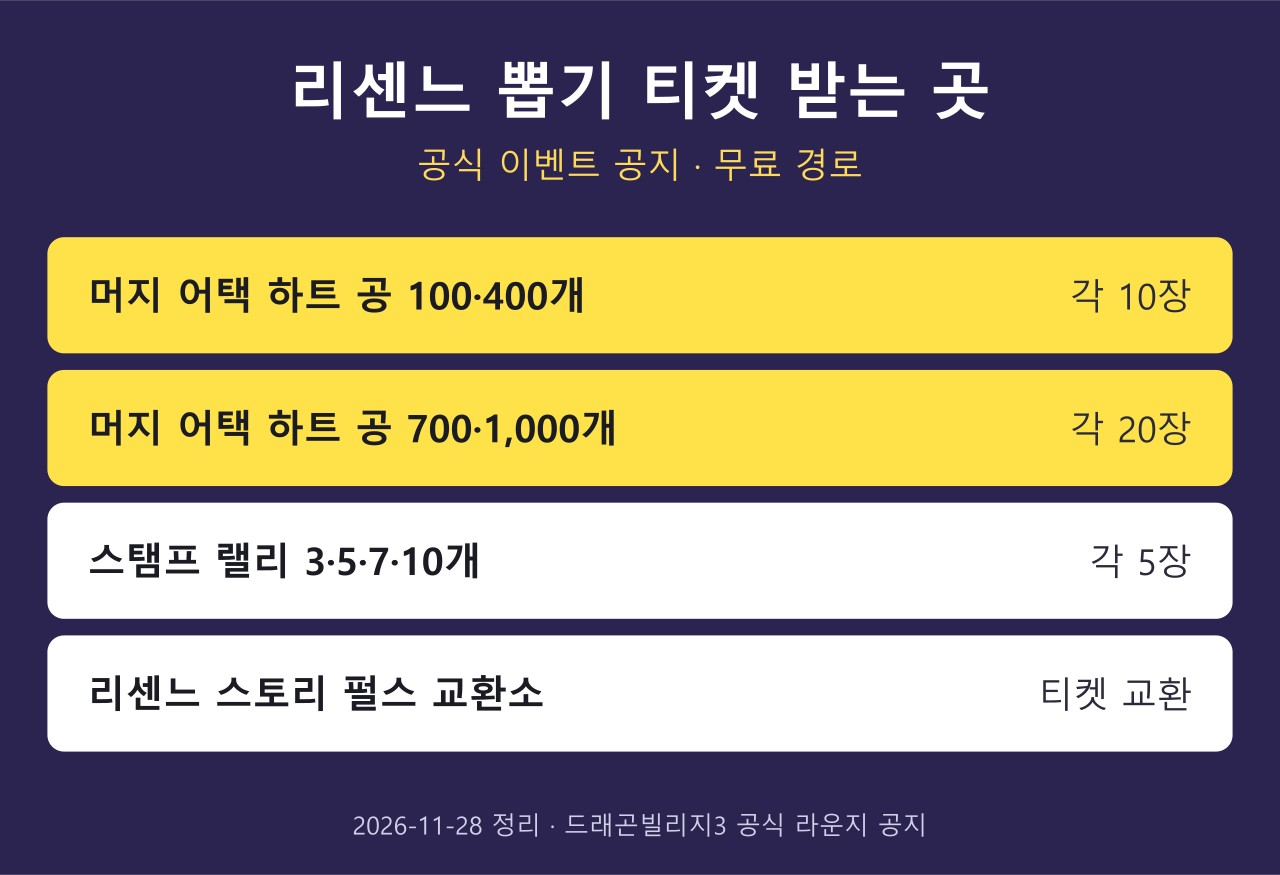 리센느 뽑기 티켓 받는 곳
공식 이벤트 공지 · 무료 경로
머지 어택 하트 공 100·400개 각 10장
머지 어택 하트 공 700·1,000개 각 20장
스탬프 랠리 3·5·7·10개 각 5장
리센느 스토리 펄스 교환소 티켓 교환
2026-11-28 정리 · 드래곤빌리지3 공식 라운지 공지